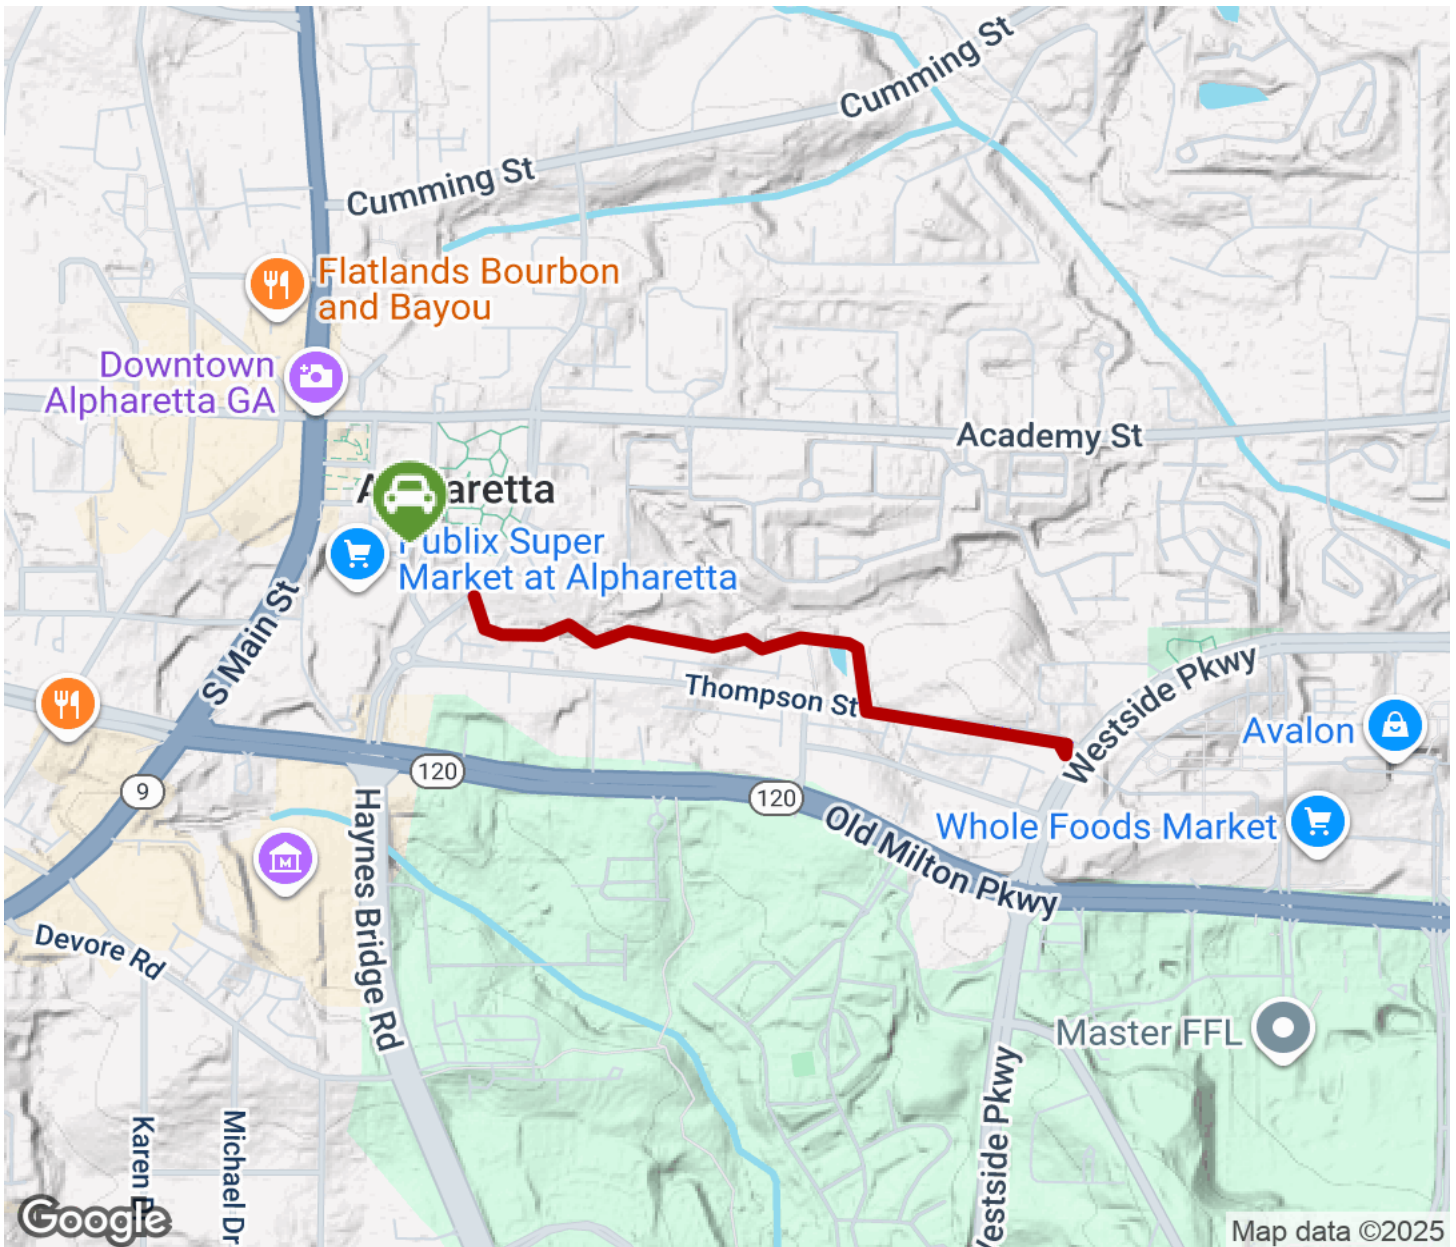 Cumming St
Cumming St
Flatlands Bourbon
and Bayou
Downtown
Alpharetta GA
Academy St
aretta
Publix Super
Market at Alpharetta
S Main St
Thompson St
Westside Pkwy
Avalon
120
9
120
Haynes Bridge Rd
Old Milton Pkwy
Whole Foods Market
M
Devore Rd
Master FFL
Westside Pkwy
Karen
Michael Dr
Google
Map data ©2025